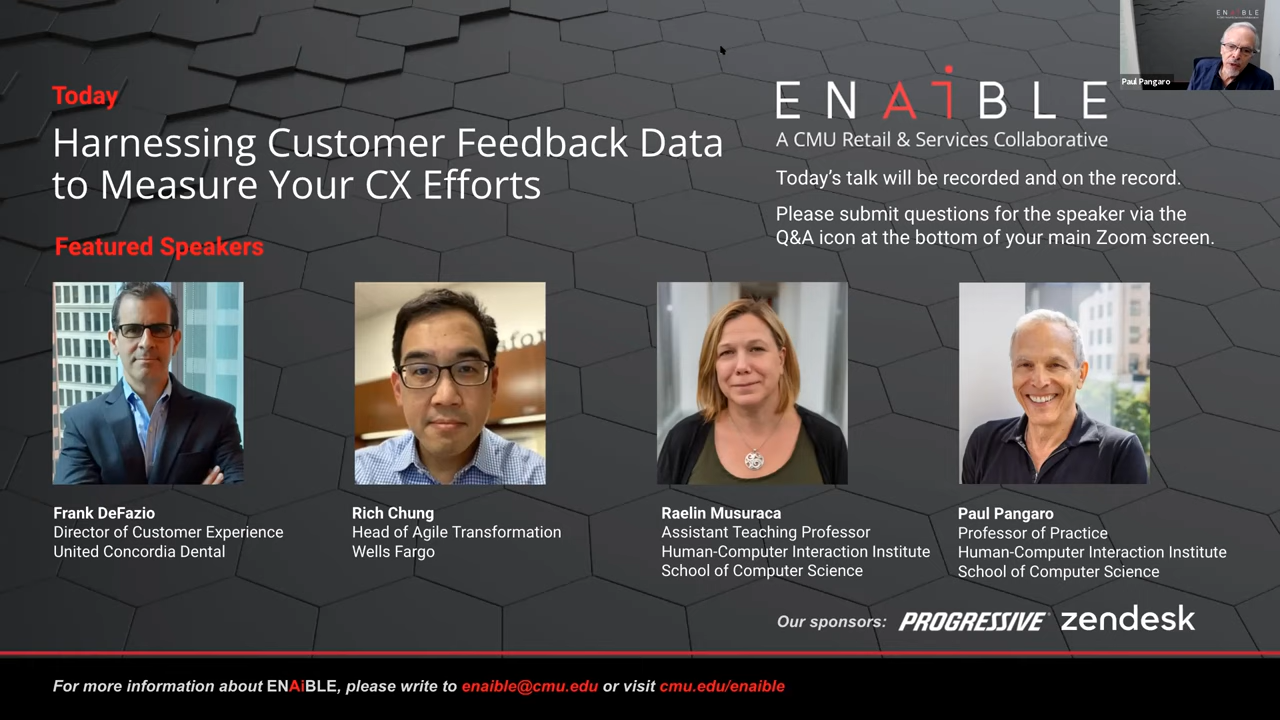 Today
Harnessing Customer Feedback Data
to Measure Your CX Efforts
Featured Speakers
ENAiBLE
A CMU Retail & Services Collaborative
Today's talk will be recorded and on the record.
Please submit questions for the speaker via the
Q&A icon at the bottom of your main Zoom screen.
ENAiBLE
Paul Pangaro
Frank DeFazio
Director of Customer Experience
United Concordia Dental
Rich Chung
Head of Agile Transformation
Wells Fargo
Raelin Musuraca
Assistant Teaching Professor
Human-Computer Interaction Institute
School of Computer Science
Paul Pangaro
Professor of Practice
Human-Computer Interaction Institute
School of Computer Science
Our sponsors: PROGRESSIVE zendesk
For more information about ENAiBLE, please write to enaible@cmu.edu or visit cmu.edu/enaible